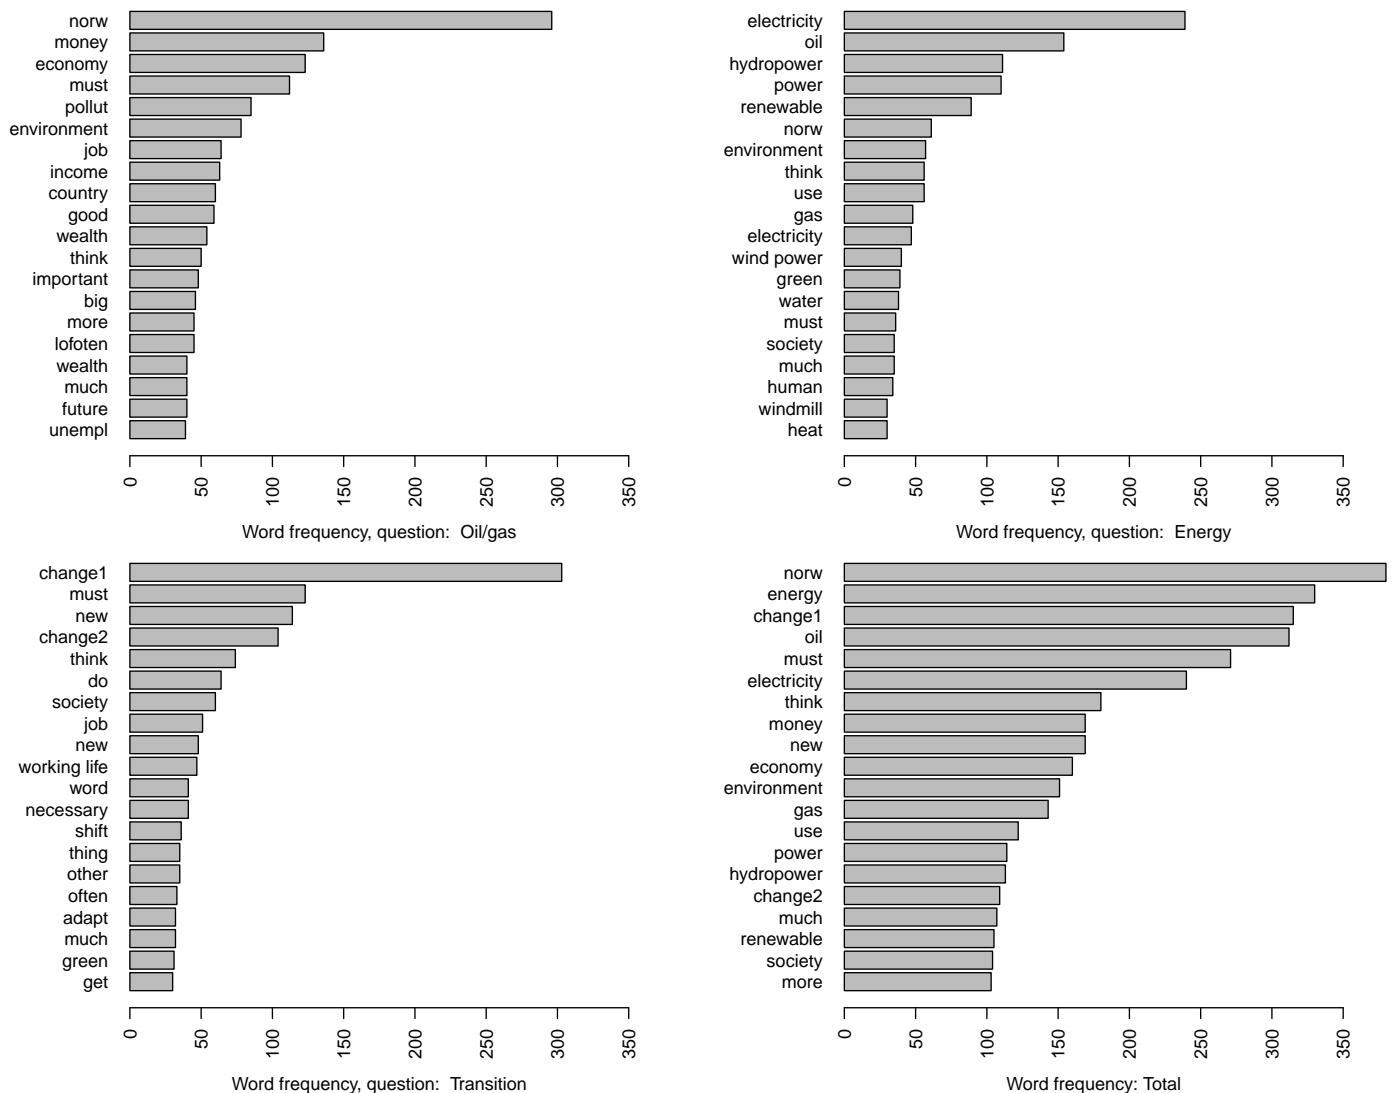 norw
money
economy
must
pollut
environment
job
income
country
good
wealth
think
important
big
more
lofoten
wealth
much
future
unempl
0 50 100 150 200 250 300 350
Word frequency, question: Oil/gas
electricity
oil
hydropower
power
renewable
norw
environment
think
use
gas
electricity
wind power
green
water
must
society
much
human
windmill
heat
0 50 100 150 200 250 300 350
Word frequency, question: Energy
change1
must
new
change2
think
do
society
job
new
working life
word
necessary
shift
thing
other
often
adapt
much
green
get
0 50 100 150 200 250 300 350
Word frequency, question: Transition
norw
energy
change1
oil
must
electricity
think
money
new
economy
environment
gas
use
power
hydropower
change2
much
renewable
society
more
0 50 100 150 200 250 300 350
Word frequency: Total